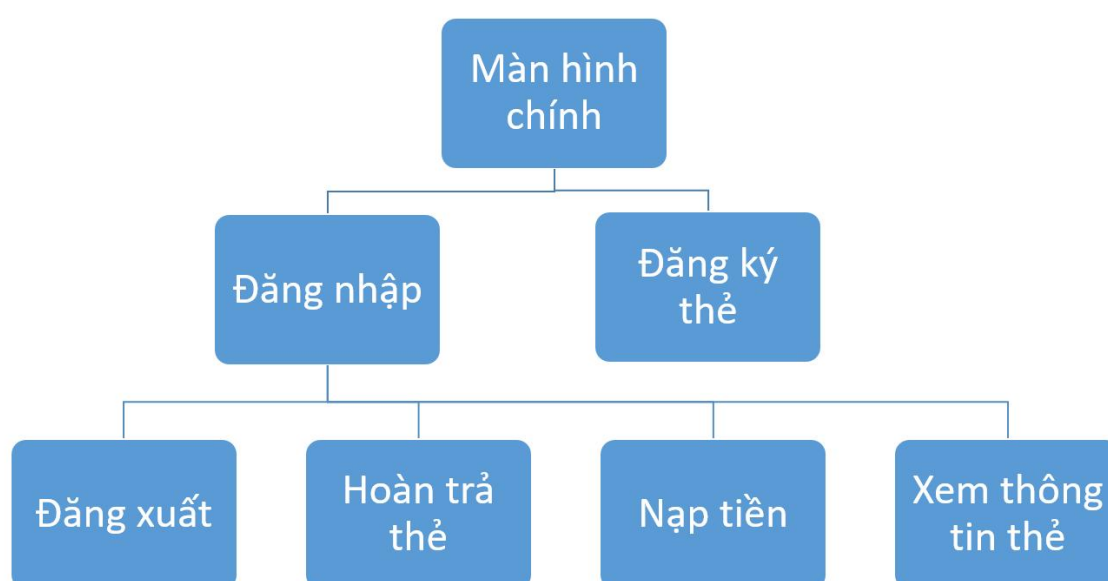 Màn hình
chính
Đăng nhập
Đăng ký
thẻ
Đăng xuất
Hoàn trả
thẻ
Nạp tiền
Xem thông
tin thẻ